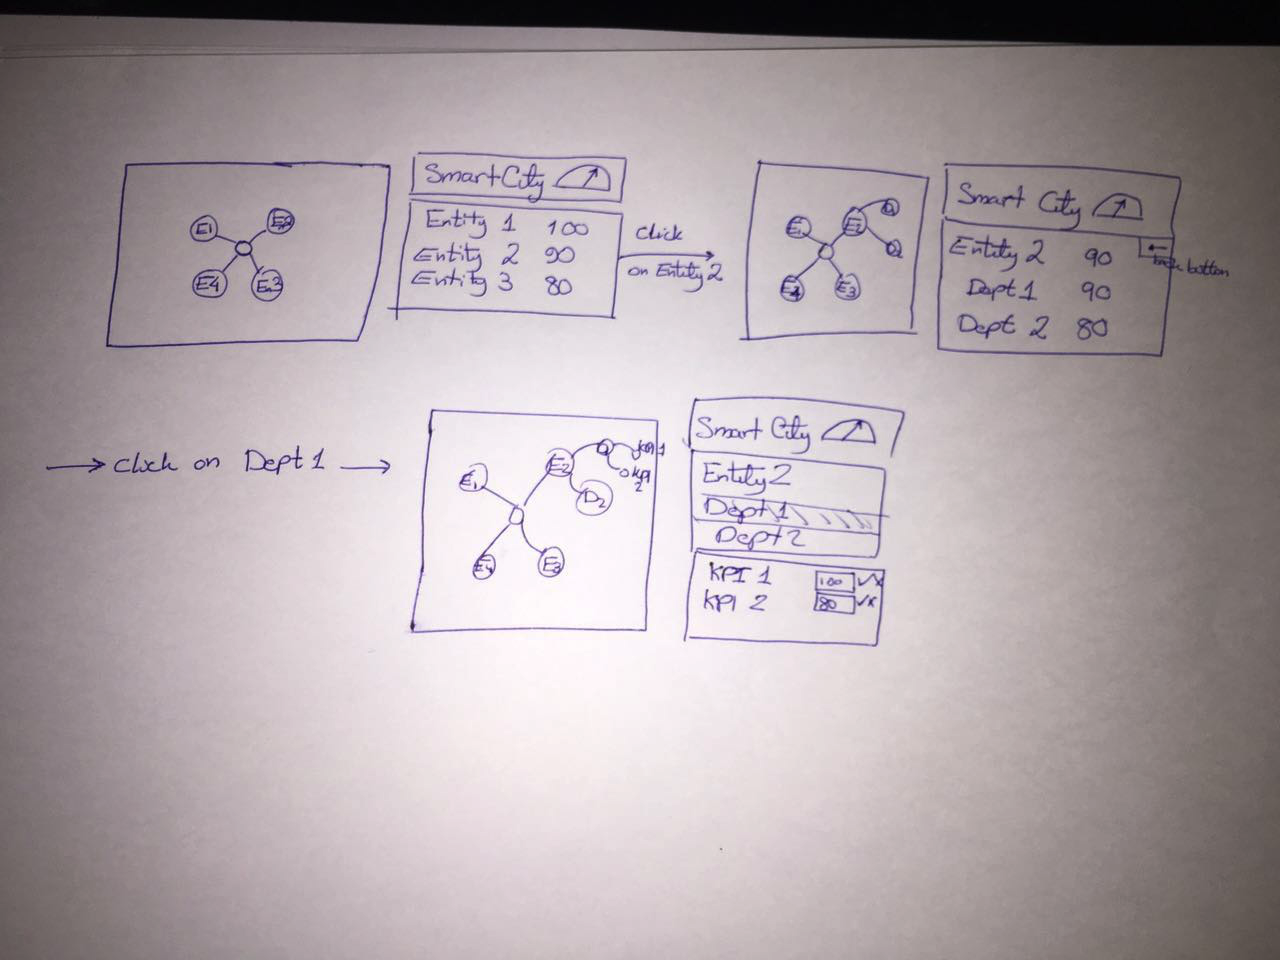 E1
E2
E4
En3
Smart City
Entity 1 100
Entity 2 90
Entity 3 80
click
on Entity 2
E1
E2
E4
E3
Smart City
Entity 2 90
back button
Dept 1 90
Dept 2 80
click on Dept 1
E1
E2
KPI 1
KPI 2
D2
E4
E3
Smart City
Entity 2
Dept 1
Dept 2
KPI 1 100 ✓x
KPI 2 80 ✓x